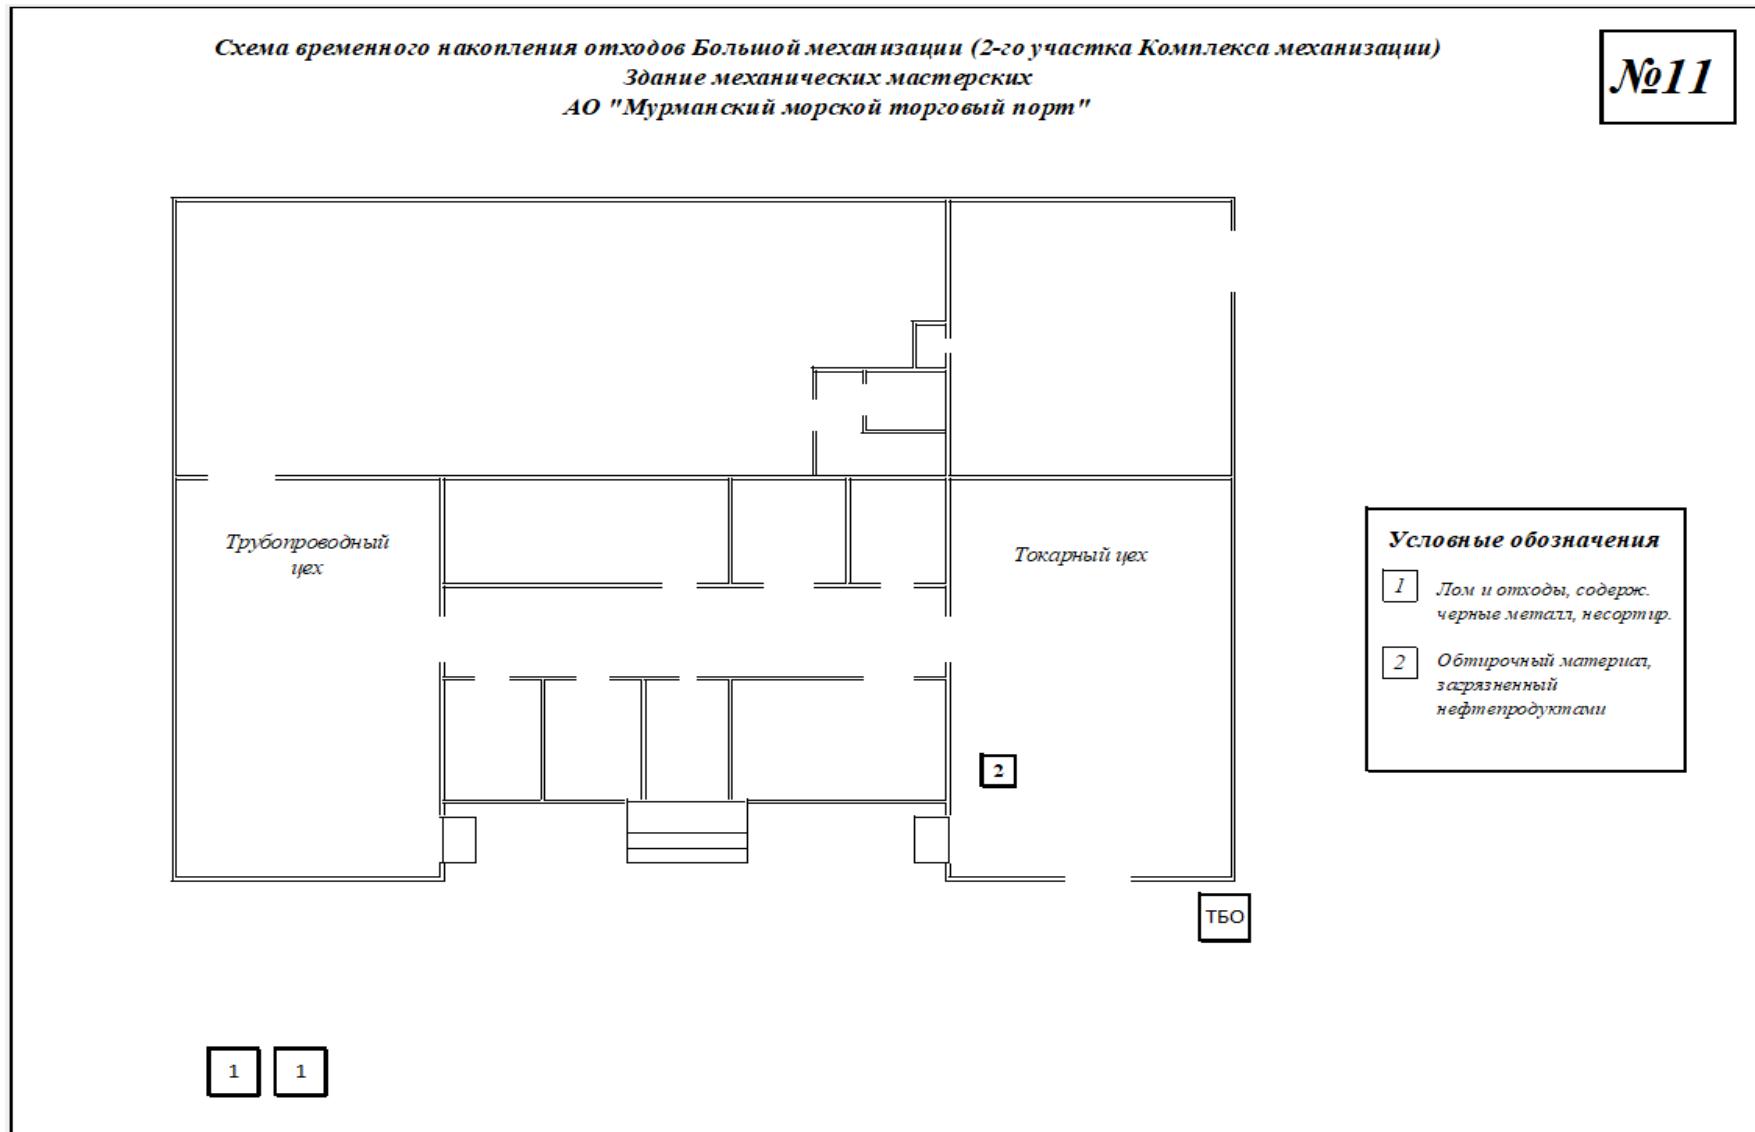 Схема временного накопления отходов Большой механизации (2-го участка Комплекса механизации)
Здание механических мастерских
АО "Мурманский морской торговый порт"
№11
Трубопроводный
цех
Токарный цех
Условные обозначения
1
Лом и отходы, содерж.
черные металл, несортир.
2
Обтирочный материал,
загрязненный
нефтепродуктами
2
ТБО
1
1